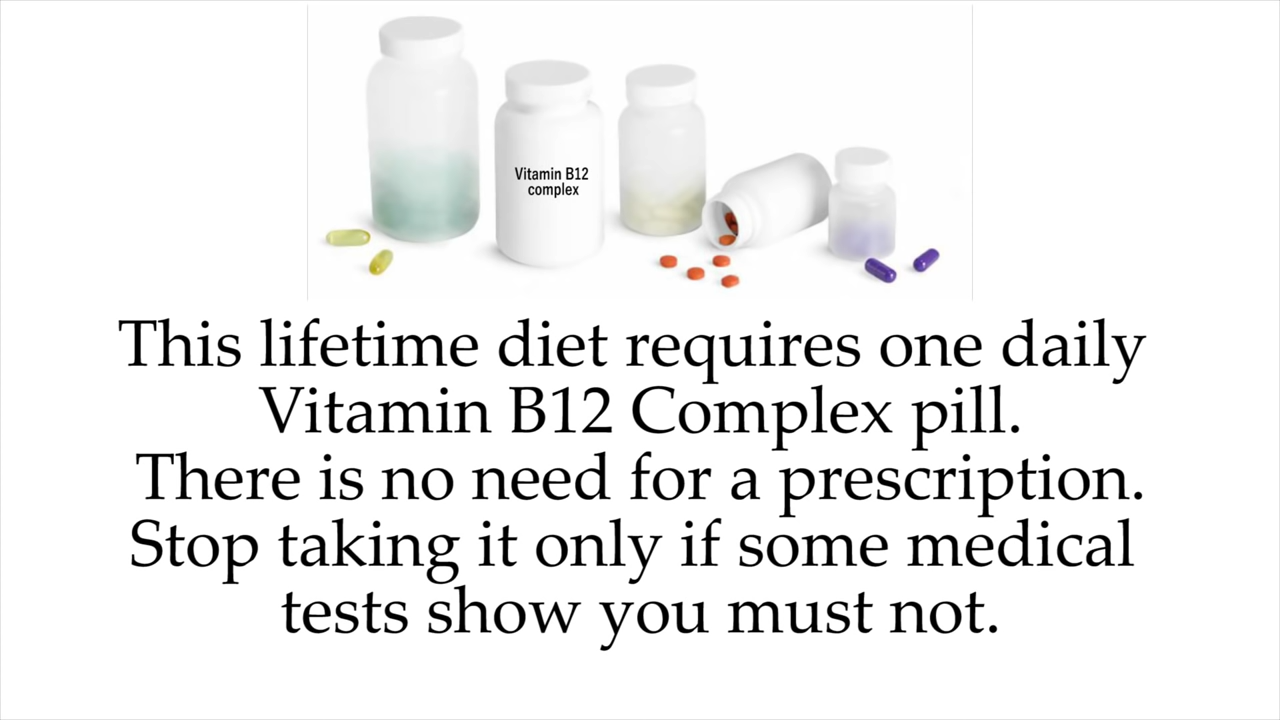 Vitamin B12
complex
This lifetime diet requires one daily
Vitamin B12 Complex pill.
There is no need for a prescription.
Stop taking it only if some medical
tests show you must not.